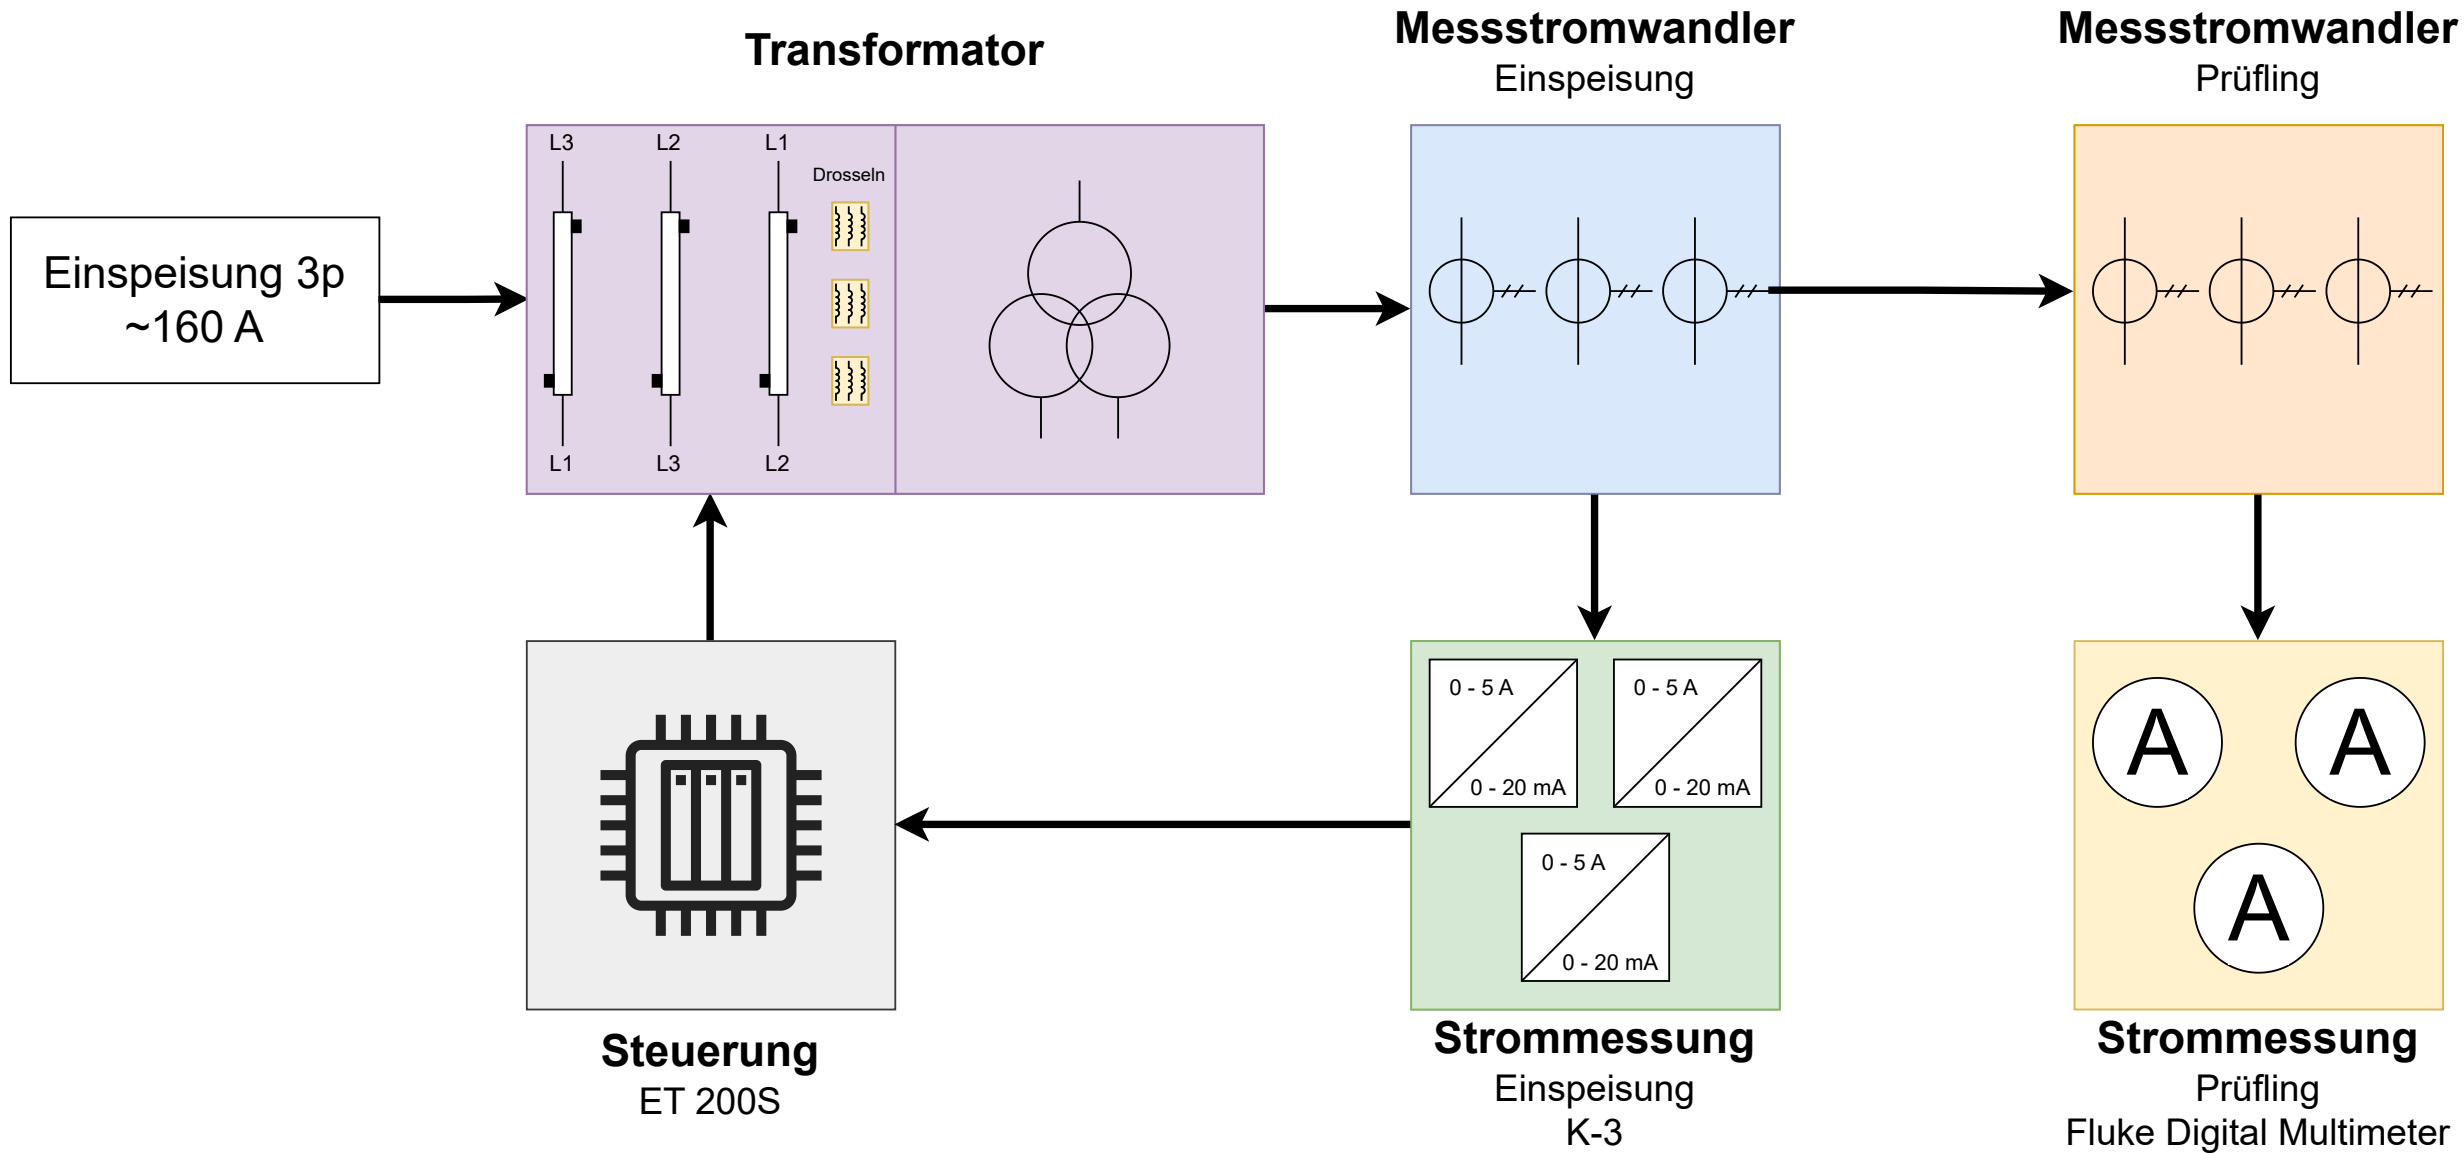 Transformator
Messstromwandler
Einspeisung
Messstromwandler
Prüfling
Einspeisung 3p
~160 A
L3
L2
L1
Drosseln
L1
L3
L2
0 - 5 A
0 - 20 mA
0 - 5 A
0 - 20 mA
0 - 5 A
0 - 20 mA
A
A
A
Steuerung
ET 200S
Strommessung
Einspeisung
K-3
Strommessung
Prüfling
Fluke Digital Multimeter